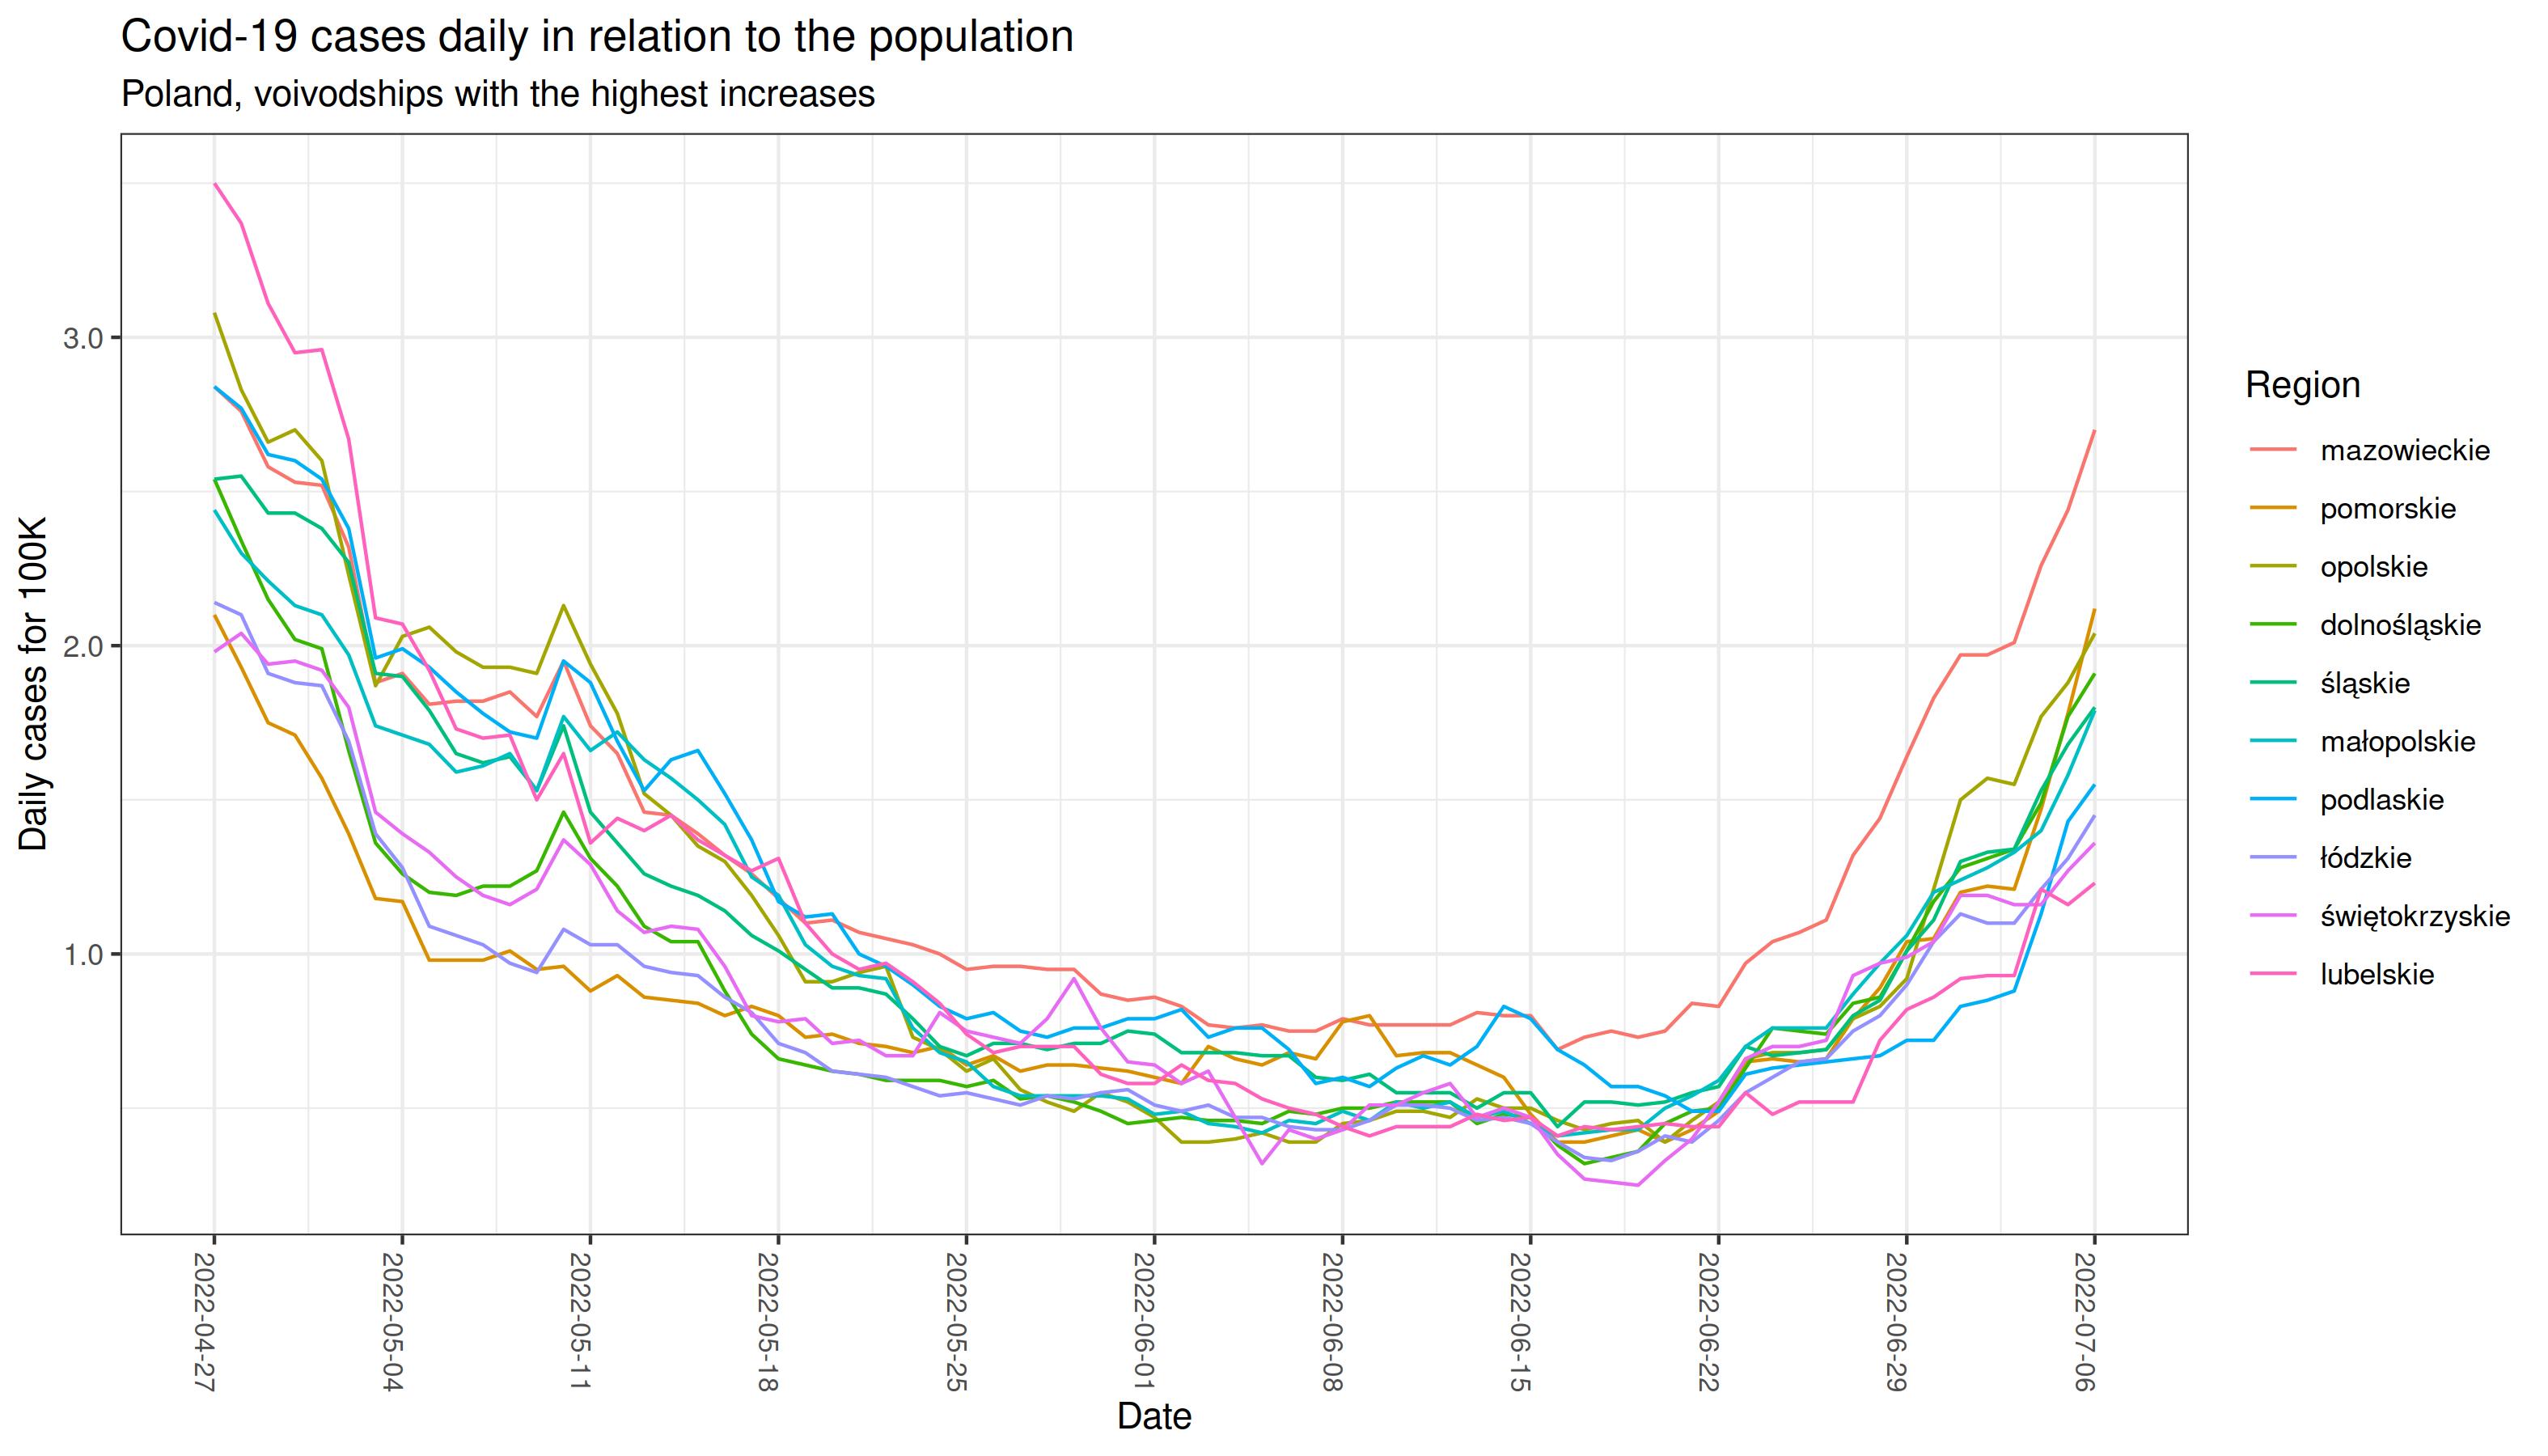 Covid-19 cases daily in relation to the population
Poland, voivodships with the highest increases
Daily cases for 100K
3.0
2.0
1.0
2022-04-27
2022-05-04
2022-05-11
2022-05-18
2022-05-25
2022-06-01
2022-06-08
2022-06-15
2022-06-22
2022-06-29
2022-07-06
Date
Region
mazowieckie
pomorskie
opolskie
dolnośląskie
śląskie
małopolskie
podlaskie
łódzkie
świętokrzyskie
lubelskie